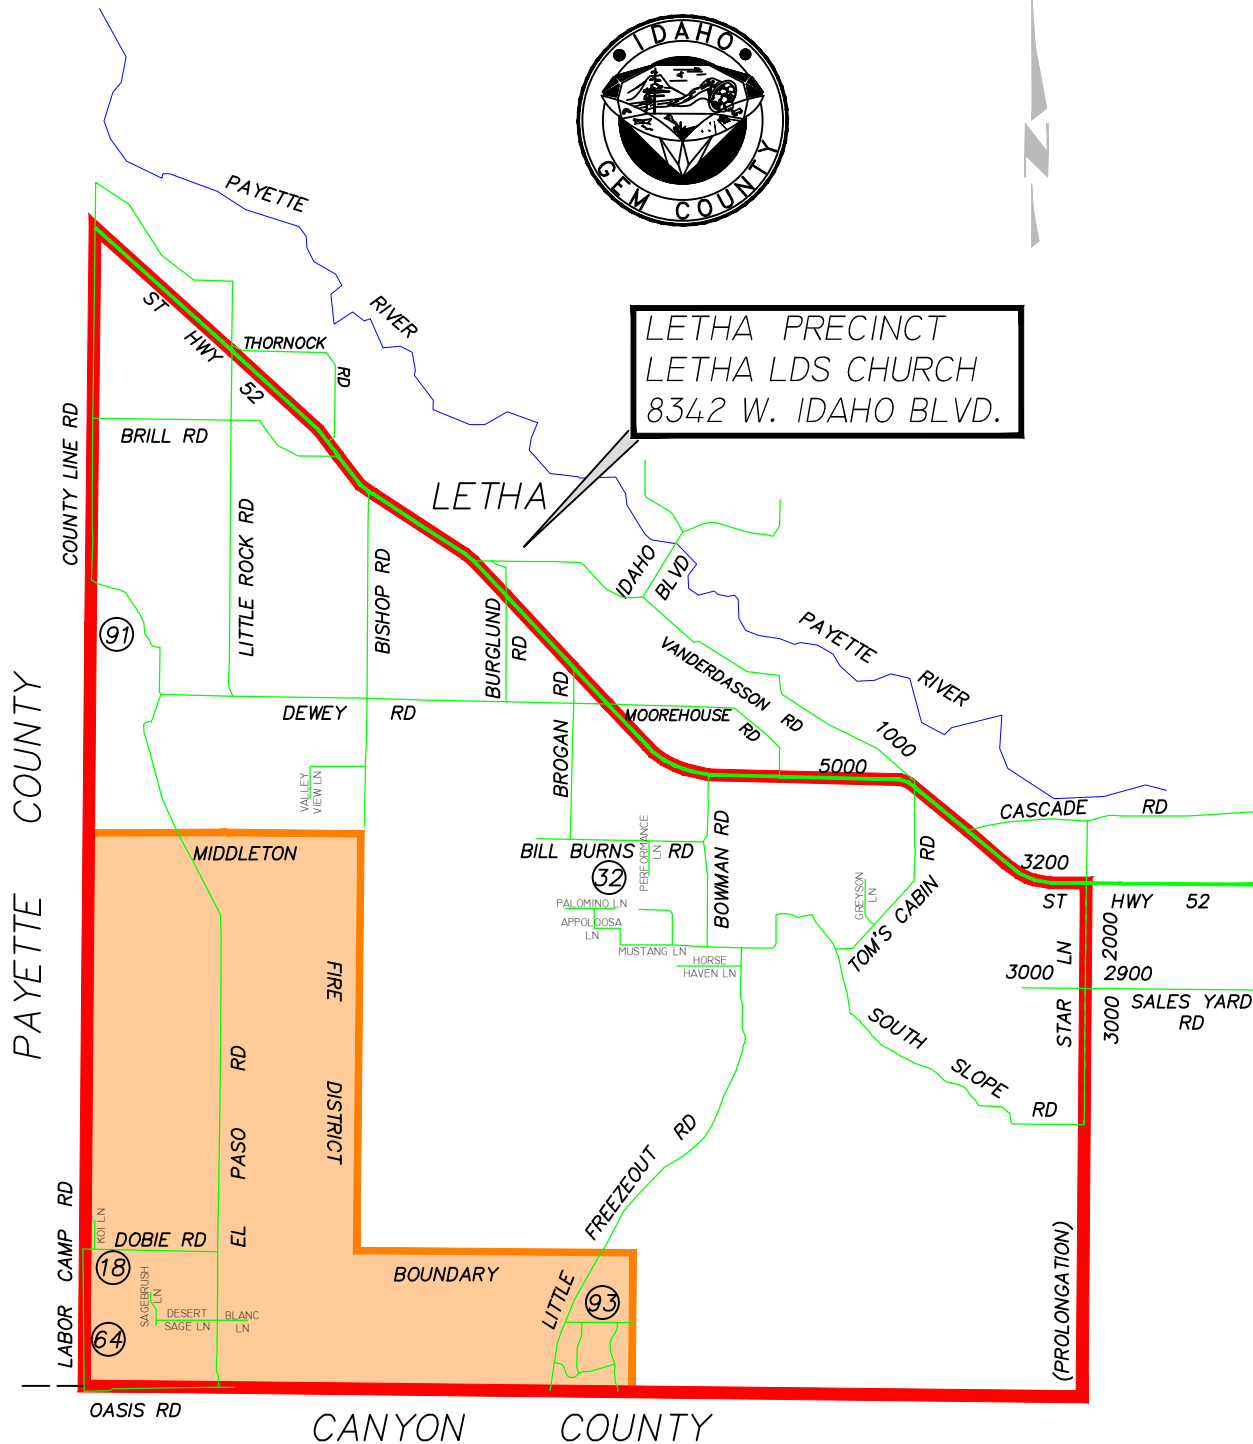 IDAHO
GEM COUNTY
N
PAYETTE
RIVER
LETHA PRECINCT
LETHA LDS CHURCH
8342 W. IDAHO BLVD.
ST
HWY
52
THORNOCK
RD
COUNTY LINE RD
BRILL RD
LETHA
LITTLE ROCK RD
BISHOP RD
BURGLUND
RD
IDAHO
BLVD
91
VANDERDASSON RD
PAYETTE
RIVER
DEWEY RD
BROGAN RD
MOOREHOUSE
RD
1000
5000
VALLEY
VIEW LN
CASCADE RD
PAYETTE COUNTY
MIDDLETON
BILL BURNS RD
PERFORMANCE
LN
BOWMAN RD
32
RD
TOM'S CABIN
GREYSON
LN
3200
ST HWY 52
PALOMINO LN
APPOLOOSA
LN
MUSTANG LN
HORSE
HAVEN LN
STAR LN
2000
3000
2900
3000
SALES YARD
RD
FIRE
DISTRICT
SOUTH SLOPE RD
EL PASO RD
LITTLE FREEZEOUT RD
LABOR CAMP RD
KOI LN
DOBIE RD
18
BOUNDARY
SAGEBRUSH
LN
DESERT
SAGE LN
BLANC
LN
93
64
(PROLONGATION)
OASIS RD
CANYON COUNTY